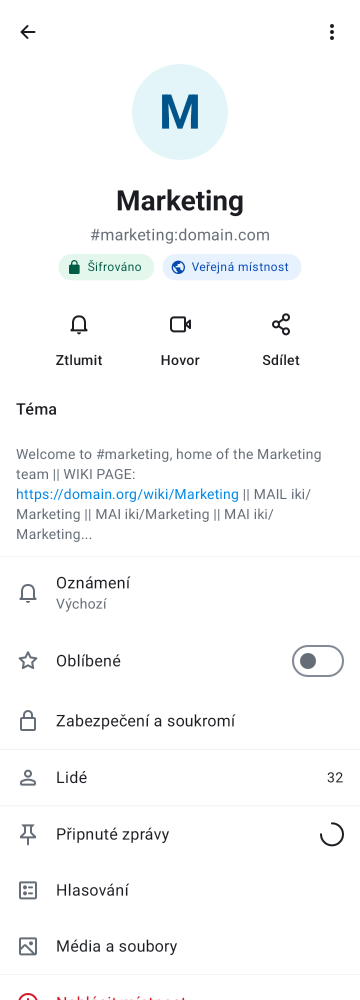 M
Marketing
#marketing:domain.com
Šifrováno
Veřejná místnost
Ztlumit
Hovor
Sdílet
Téma
Welcome to #marketing, home of the Marketing
team || WIKI PAGE:
https://domain.org/wiki/Marketing || MAIL iki/
Marketing || MAI iki/Marketing || MAI iki/
Marketing...
Oznámení
Výchozí
Oblíbené
Zabezpečení a soukromí
Lidé
32
Připnuté zprávy
Hlasování
Média a soubory